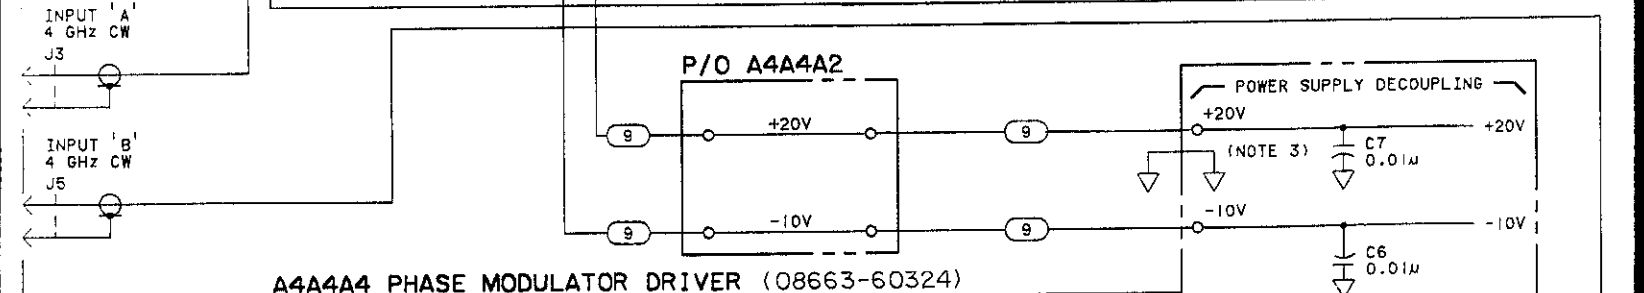 INPUT 'A'
4 GHz CW
J3
P/O A4A4A2
POWER SUPPLY DECOUPLING
+20V
+20V
9
9
+20V
C7
0.01µ
(NOTE 3)
INPUT 'B'
4 GHz CW
J5
-10V
-10V
9
9
-10V
C6
0.01µ
A4A4A4 PHASE MODULATOR DRIVER (08663-60324)